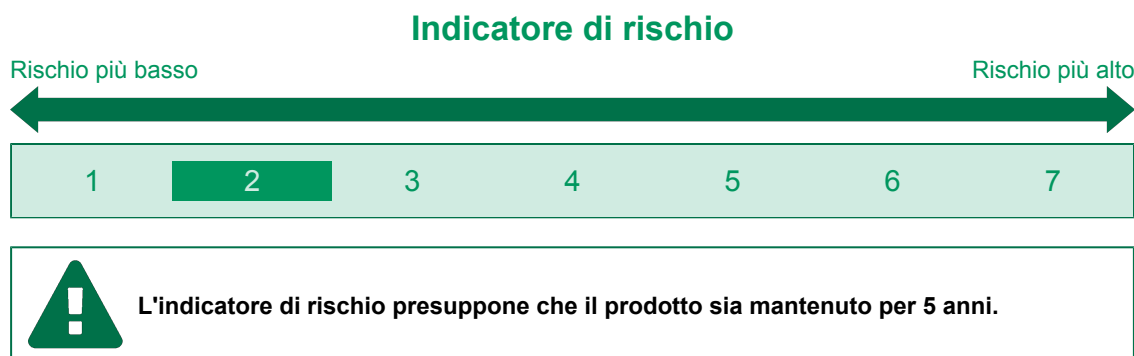 Indicatore di rischio
Rischio più basso Rischio più alto
1 2 3 4 5 6 7
L'indicatore di rischio presuppone che il prodotto sia mantenuto per 5 anni.